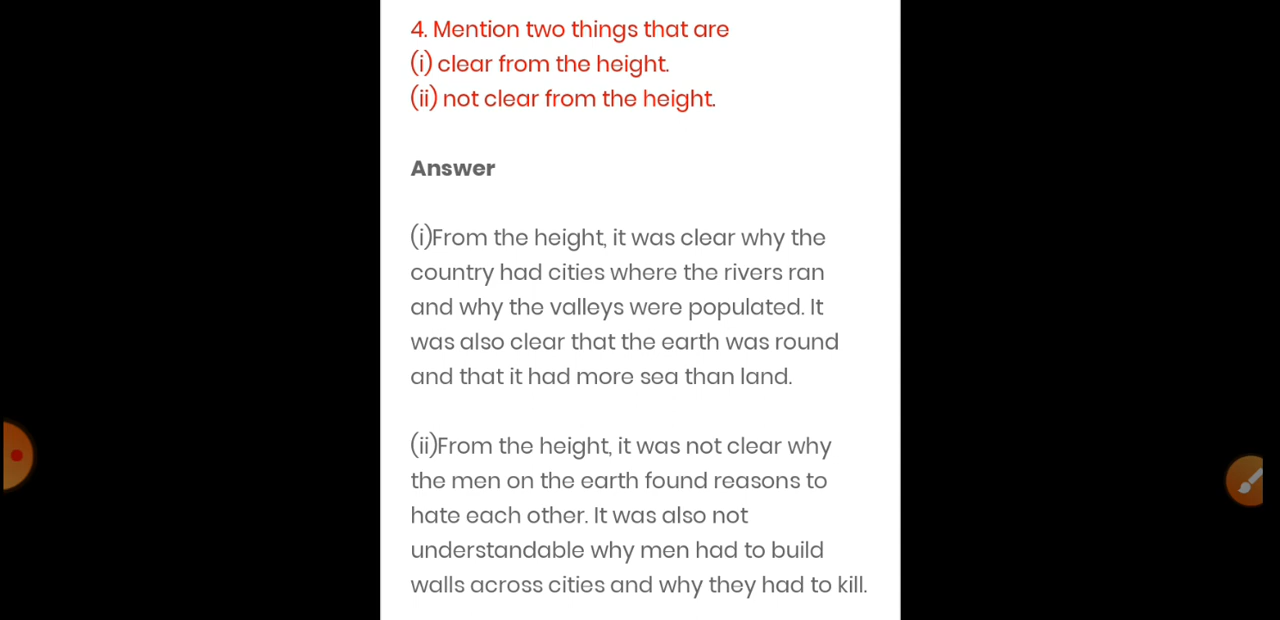 4. Mention two things that are
(i) clear from the height.
(ii) not clear from the height.
Answer
(i)From the height, it was clear why the
country had cities where the rivers ran
and why the valleys were populated. It
was also clear that the earth was round
and that it had more sea than land.
(ii)From the height, it was not clear why
the men on the earth found reasons to
hate each other. It was also not
understandable why men had to build
walls across cities and why they had to kill.